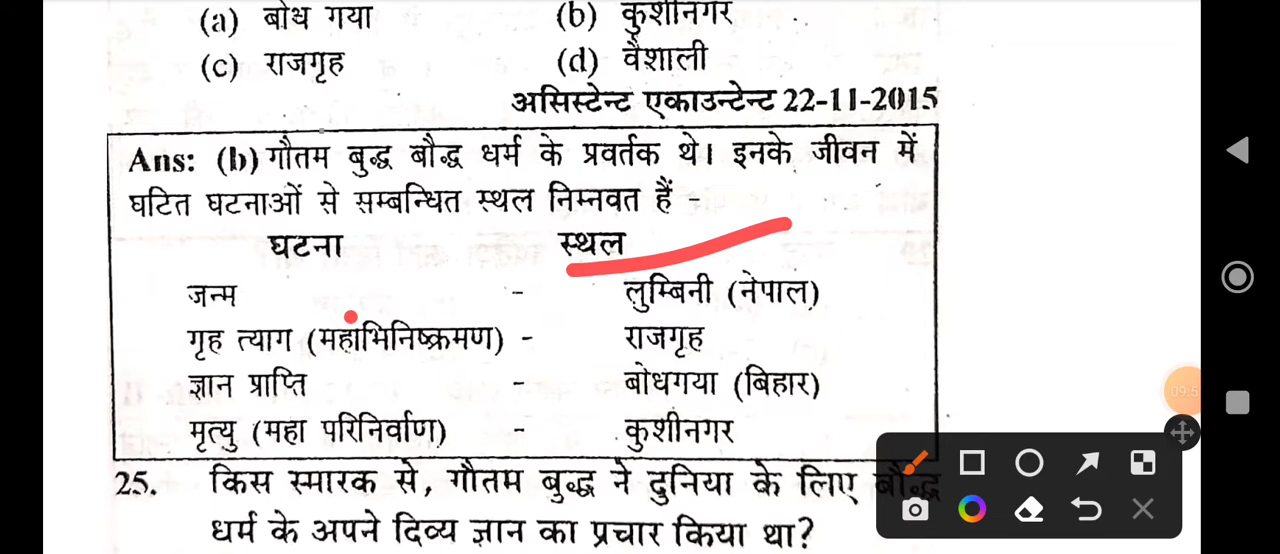 (a) बोध गया (b) कुशीनगर
(c) राजगृह (d) वैशाली
असिस्टेन्ट एकाउन्टेन्ट 22-11-2015
Ans: (b) गौतम बुद्ध बौद्ध धर्म के प्रवर्तक थे। इनके जीवन में
घटित घटनाओं से सम्बन्धित स्थल निम्नवत हैं -
घटना स्थल
जन्म - लुम्बिनी (नेपाल)
गृह त्याग (महाभिनिष्क्रमण) - राजगृह
ज्ञान प्राप्ति - बोधगया (बिहार)
मृत्यु (महा परिनिर्वाण) - कुशीनगर
25. किस स्मारक से, गौतम बुद्ध ने दुनिया के लिए बौद्ध
धर्म के अपने दिव्य ज्ञान का प्रचार किया था?